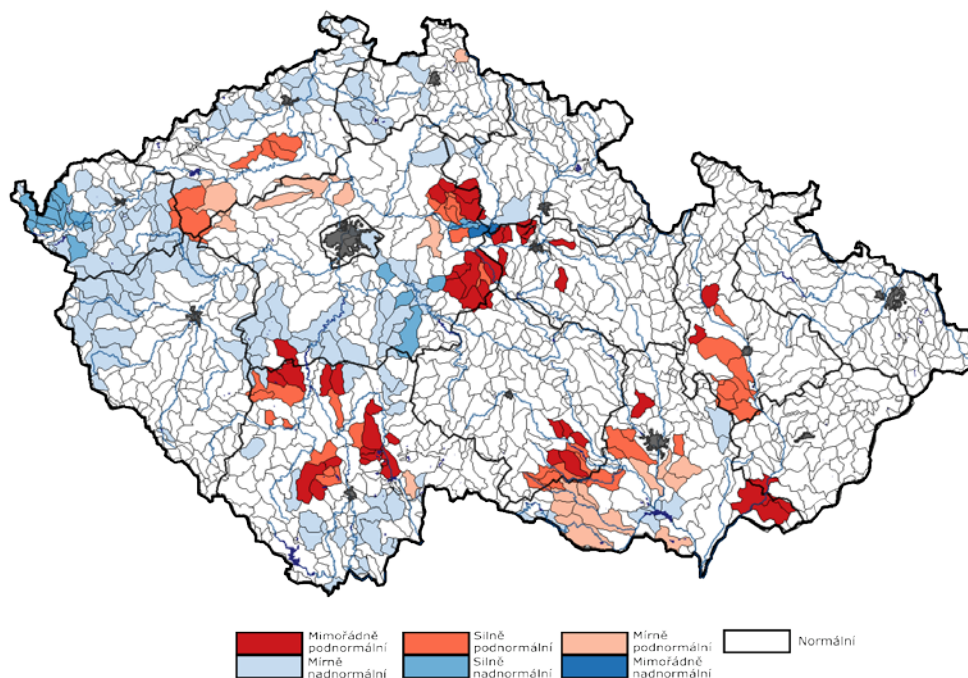 Mimořádně
podnormální
Silně
podnormální
Mírně
podnormální
Normální
Mírně
nadnormální
Silně
nadnormální
Mimořádně
nadnormální